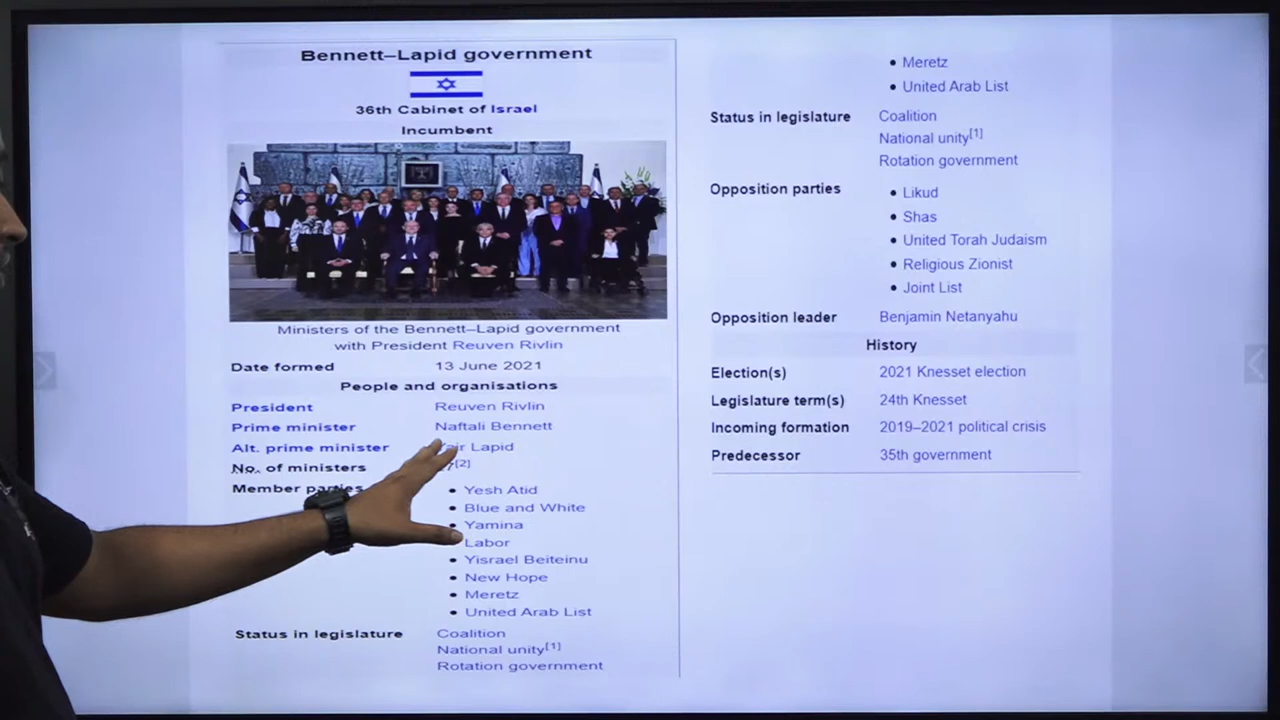 Bennett–Lapid government
36th Cabinet of Israel
Incumbent
Ministers of the Bennett–Lapid government
with President Reuven Rivlin
Date formed 13 June 2021
People and organisations
President Reuven Rivlin
Prime minister Naftali Bennett
Alt. prime minister Lapid
No. of ministers [2]
Member parties
• Yesh Atid
• Blue and White
• Yamina
Labor
• Yisrael Beiteinu
• New Hope
• Meretz
• United Arab List
Status in legislature Coalition
National unity[1]
Rotation government
• Meretz
• United Arab List
Status in legislature Coalition
National unity[1]
Rotation government
Opposition parties • Likud
• Shas
• United Torah Judaism
• Religious Zionist
• Joint List
Opposition leader Benjamin Netanyahu
History
Election(s) 2021 Knesset election
Legislature term(s) 24th Knesset
Incoming formation 2019–2021 political crisis
Predecessor 35th government